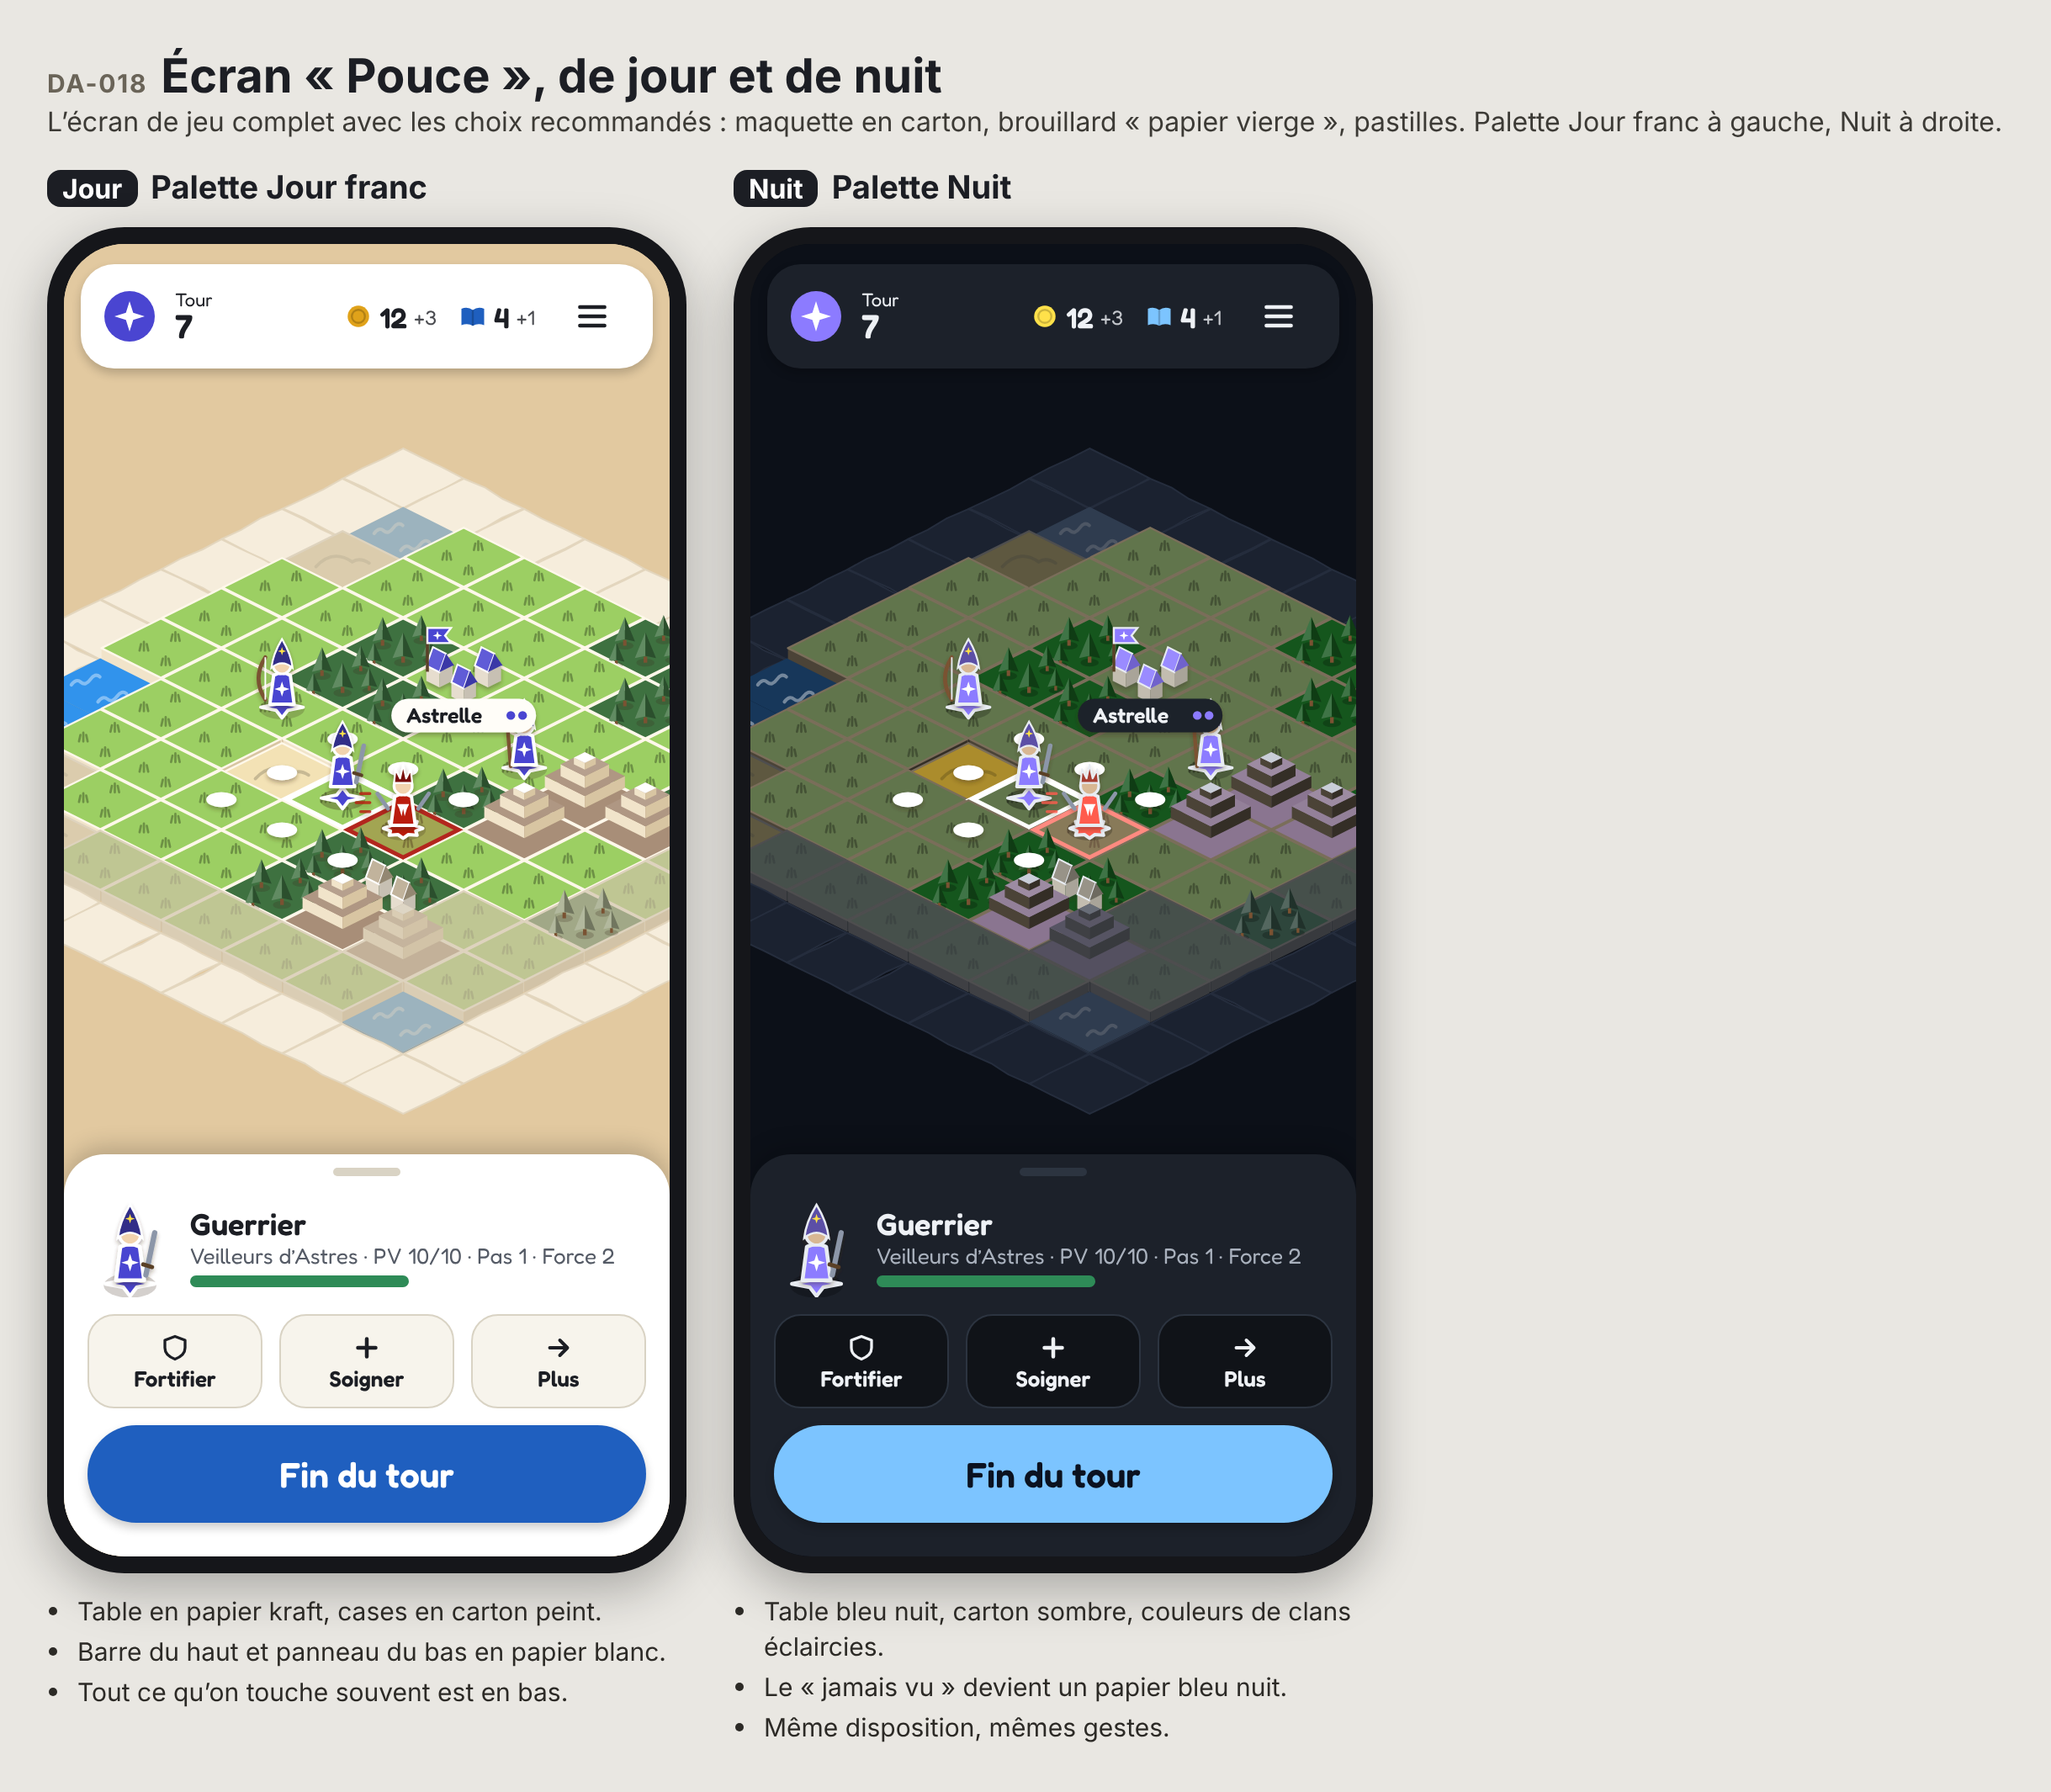 DA-018 Écran « Pouce », de jour et de nuit
L’écran de jeu complet avec les choix recommandés : maquette en carton, brouillard « papier vierge », pastilles. Palette Jour franc à gauche, Nuit à droite.
Jour Palette Jour franc
Tour
7
12 +3 4 +1
Astrelle
Guerrier
Veilleurs d’Astres · PV 10/10 · Pas 1 · Force 2
Fortifier Soigner Plus
Fin du tour
• Table en papier kraft, cases en carton peint.
• Barre du haut et panneau du bas en papier blanc.
• Tout ce qu’on touche souvent est en bas.
Nuit Palette Nuit
Tour
7
12 +3 4 +1
Astrelle
Guerrier
Veilleurs d’Astres · PV 10/10 · Pas 1 · Force 2
Fortifier Soigner Plus
Fin du tour
• Table bleu nuit, carton sombre, couleurs de clans
éclaircies.
• Le « jamais vu » devient un papier bleu nuit.
• Même disposition, mêmes gestes.